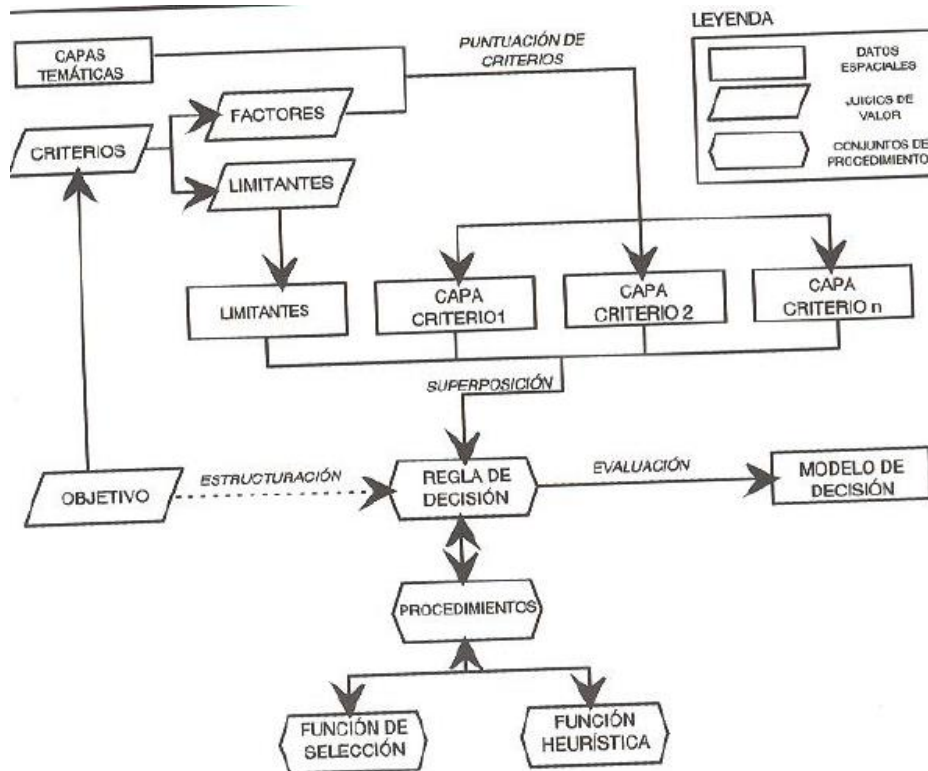 LEYENDA
CAPAS
TEMÁTICAS
PUNTUACIÓN DE
CRITERIOS
DATOS
ESPACIALES
FACTORES
JUICIOS DE
VALOR
CRITERIOS
CONJUNTOS DE
PROCEDIMIENTO
LIMITANTES
LIMITANTES
CAPA
CRITERIO1
CAPA
CRITERIO 2
CAPA
CRITERIO n
SUPERPOSICIÓN
OBJETIVO
ESTRUCTURACIÓN
REGLA DE
DECISIÓN
EVALUACIÓN
MODELO DE
DECISIÓN
PROCEDIMIENTOS
FUNCIÓN DE
SELECCIÓN
FUNCIÓN
HEURÍSTICA